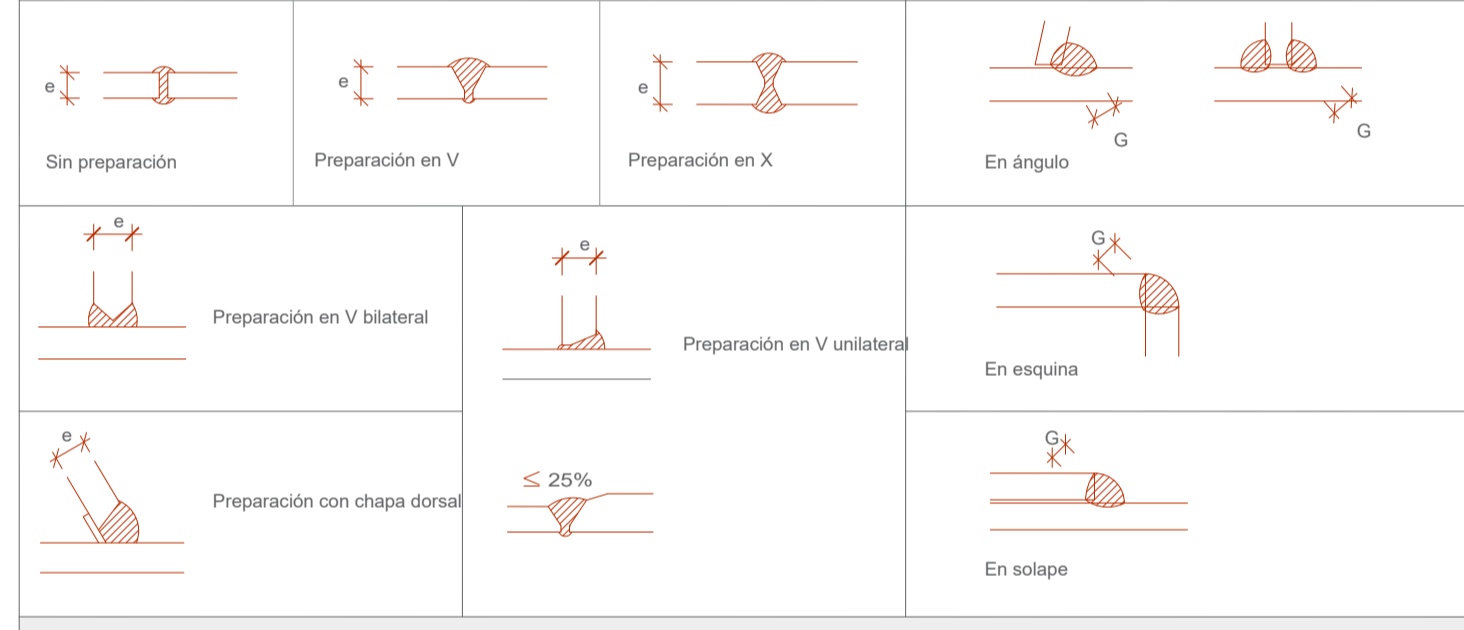 e
Sin preparación
e
Preparación en V
e
Preparación en X
G
G
En ángulo
e
Preparación en V bilateral
e
Preparación en V unilateral
G
En esquina
e
Preparación con chapa dorsal
≤ 25%
G
En solape